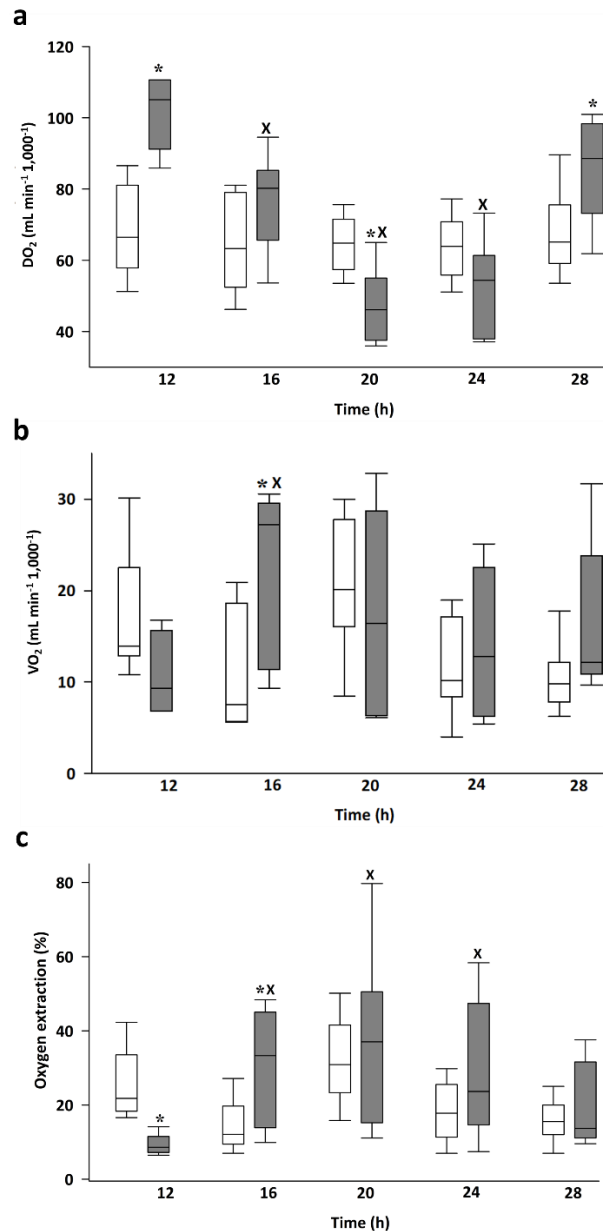 a
120
*
*
100
X
X
80
*X
60
40
12 16 20 24 28
Time (h)
DO₂ (mL min⁻¹ 1,000⁻¹)
b
30
*X
20
10
0
12 16 20 24 28
Time (h)
VO₂ (mL min⁻¹ 1,000⁻¹)
c
80
X
60
X
*X
40
20
*
0
12 16 20 24 28
Time (h)
Oxygen extraction (%)